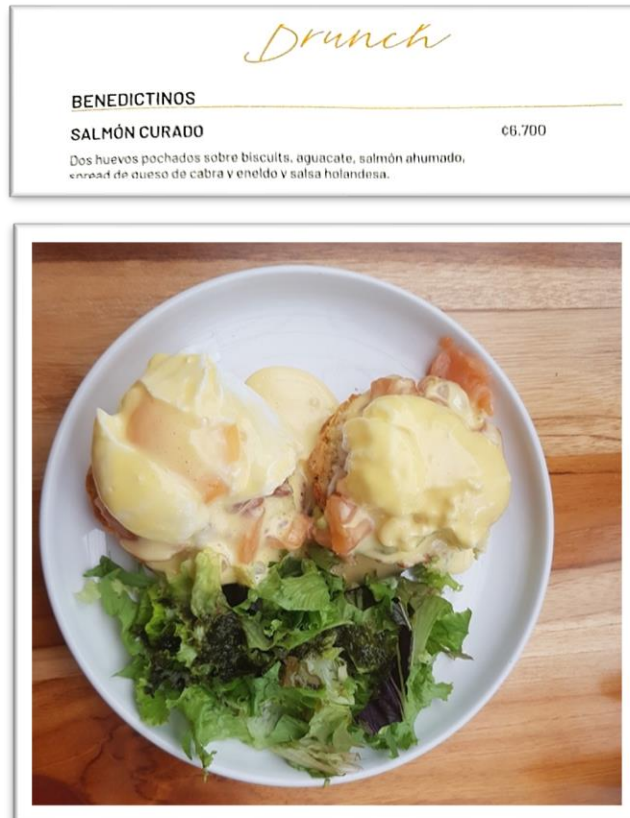 Drunch
BENEDICTINOS
SALMÓN CURADO ¢6.700
Dos huevos pochados sobre biscuits, aguacate, salmón ahumado,
spread de queso de cabra y eneldo y salsa holandesa.